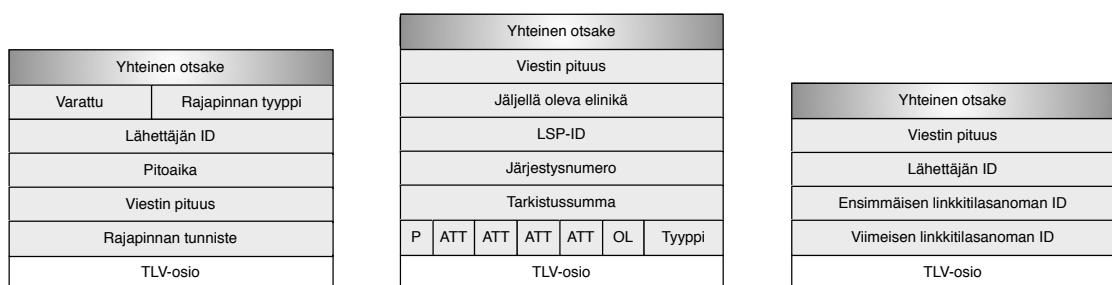 Yhteinen otsake
Varattu Rajapinnan tyyppi
Lähettäjän ID
Pitoaika
Viestin pituus
Rajapinnan tunniste
TLV-osio
Yhteinen otsake
Viestin pituus
Jäljellä oleva elinikä
LSP-ID
Järjestysnumero
Tarkistussumma
P ATT ATT ATT ATT OL Tyyppi
TLV-osio
Yhteinen otsake
Viestin pituus
Lähettäjän ID
Ensimmäisen linkkitilasanoman ID
Viimeisen linkkitilasanoman ID
TLV-osio